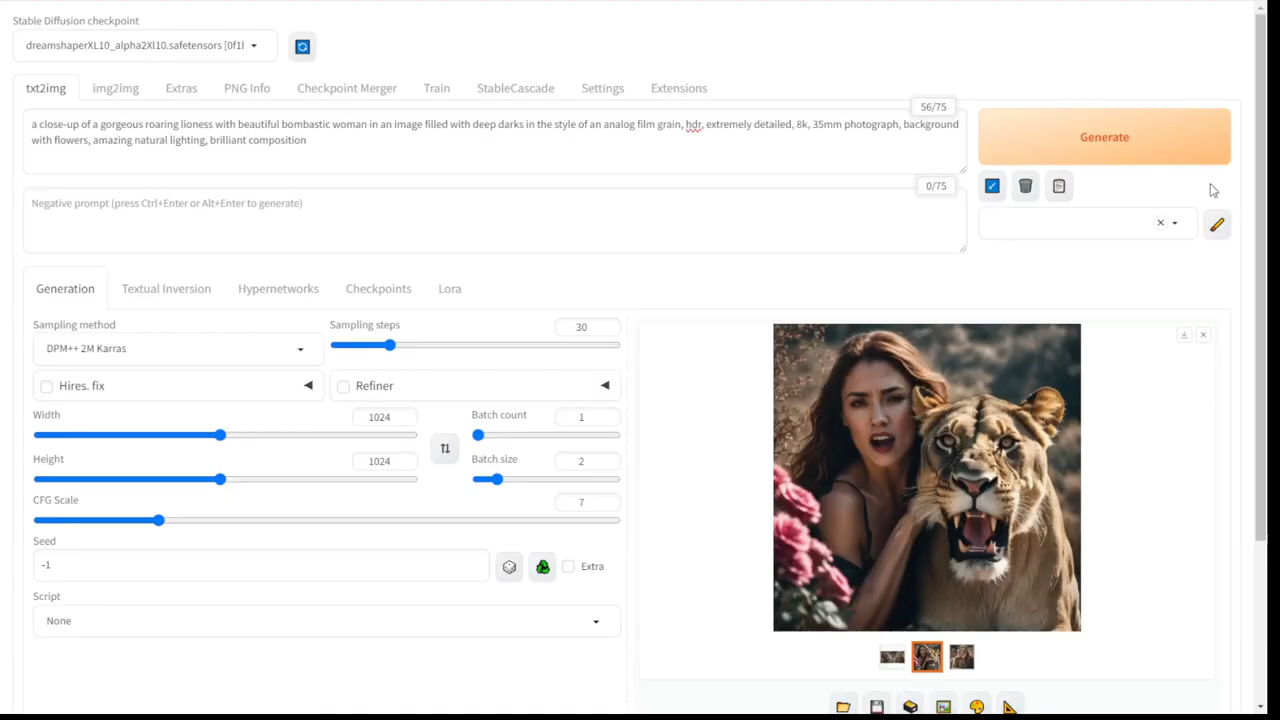 Stable Diffusion checkpoint
dreamshaperXL10_alpha2Xl10.safetensors [0f1l
txt2img img2img Extras PNG Info Checkpoint Merger Train StableCascade Settings Extensions
56/75
a close-up of a gorgeous roaring lioness with beautiful bombastic woman in an image filled with deep darks in the style of an analog film grain, hdr, extremely detailed, 8k, 35mm photograph, background
with flowers, amazing natural lighting, brilliant composition
Generate
0/75
Negative prompt (press Ctrl+Enter or Alt+Enter to generate)
Generation Textual Inversion Hypernetworks Checkpoints Lora
Sampling method
DPM++ 2M Karras
Sampling steps
30
Hires. fix
Refiner
Width
1024
Batch count
1
Height
1024
Batch size
2
CFG Scale
7
Seed
-1
Extra
Script
None